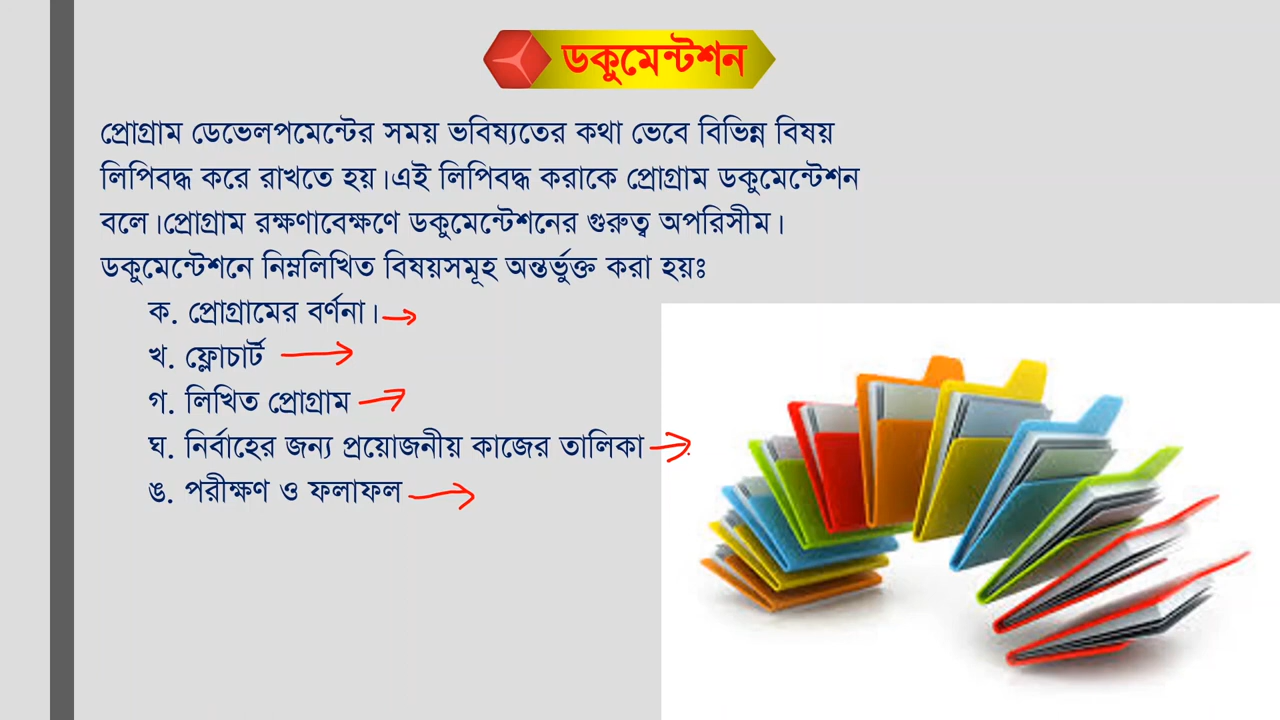 ডকুমেন্টশন
প্রোগ্রাম ডেভেলপমেন্টের সময় ভবিষ্যতের কথা ভেবে বিভিন্ন বিষয়
লিপিবদ্ধ করে রাখতে হয়।এই লিপিবদ্ধ করাকে প্রোগ্রাম ডকুমেন্টেশন
বলে।প্রোগ্রাম রক্ষণাবেক্ষণে ডকুমেন্টেশনের গুরুত্ব অপরিসীম।
ডকুমেন্টেশনে নিম্নলিখিত বিষয়সমূহ অন্তর্ভুক্ত করা হয়ঃ
ক. প্রোগ্রামের বর্ণনা।
খ. ফ্লোচার্ট
গ. লিখিত প্রোগ্রাম
ঘ. নির্বাহের জন্য প্রয়োজনীয় কাজের তালিকা
ঙ. পরীক্ষণ ও ফলাফল